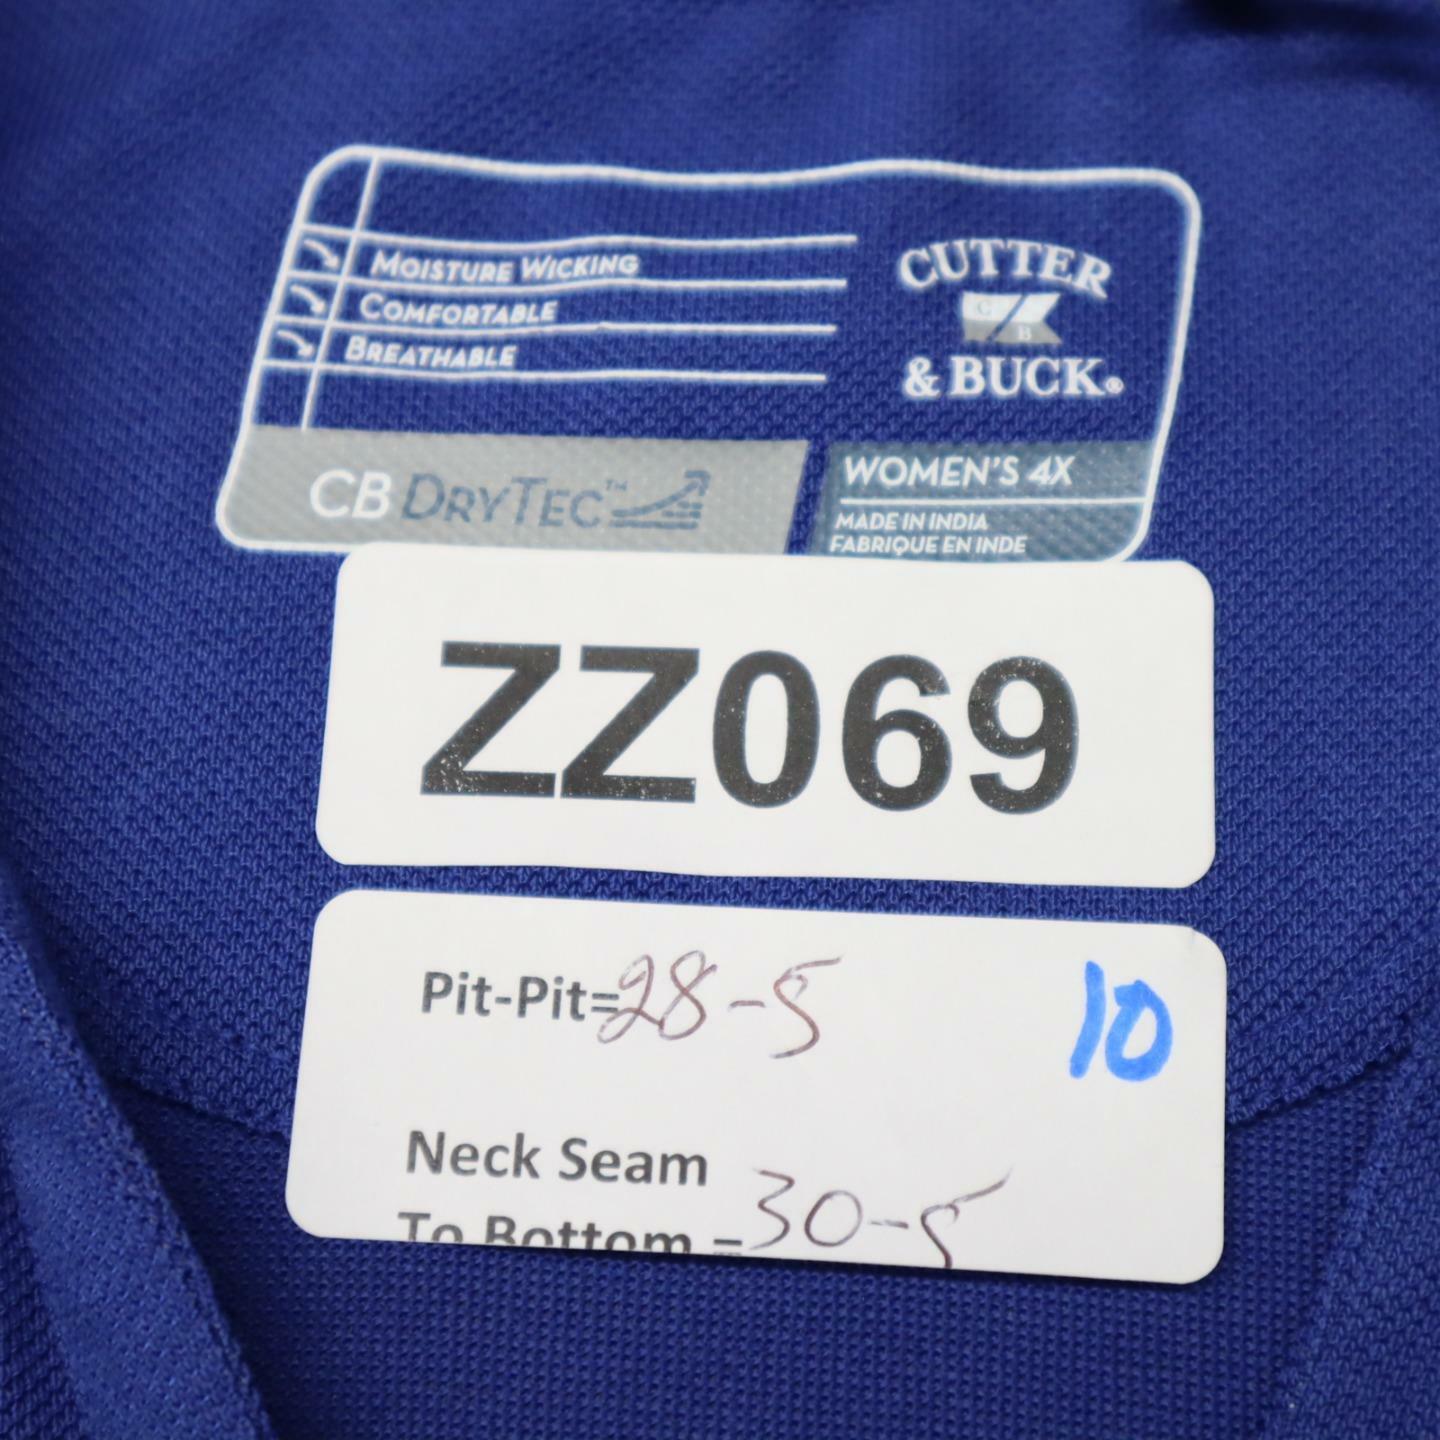 MOISTURE WICKING
COMFORTABLE
BREATHABLE
CUTTER
C B
& BUCK®
CB DRYTEC™
WOMEN'S 4X
MADE IN INDIA
FABRIQUE EN INDE
ZZ069
Pit-Pit=28-5
10
Neck Seam
To Bottom =30-5